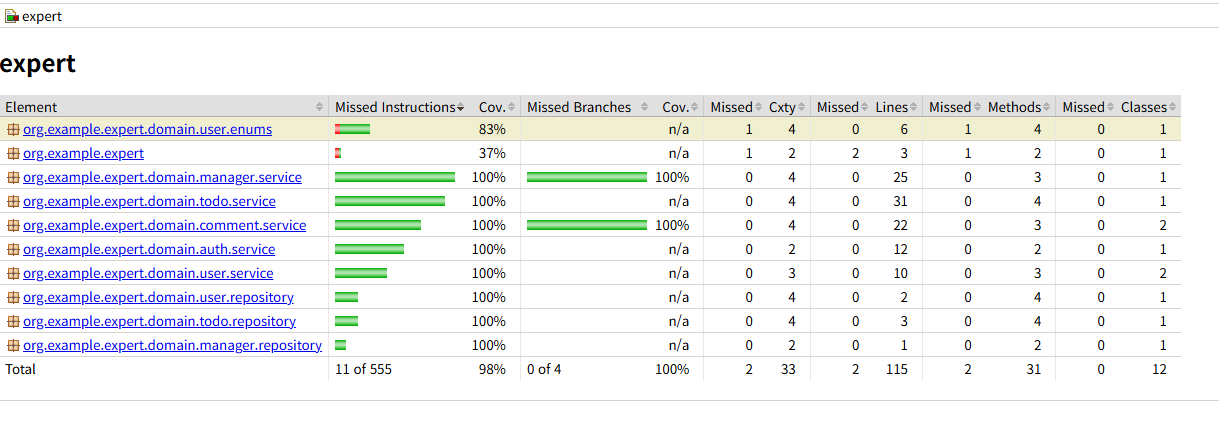 expert
expert
Element Missed Instructions Cov. Missed Branches Cov. Missed Cxty Missed Lines Missed Methods Missed Classes
org.example.expert.domain.user.enums 83% n/a 1 4 0 6 1 4 0 1
org.example.expert 37% n/a 1 2 2 3 1 2 0 1
org.example.expert.domain.manager.service 100% 100% 0 4 0 25 0 3 0 1
org.example.expert.domain.todo.service 100% n/a 0 4 0 31 0 4 0 1
org.example.expert.domain.comment.service 100% 100% 0 4 0 22 0 3 0 2
org.example.expert.domain.auth.service 100% n/a 0 2 0 12 0 2 0 1
org.example.expert.domain.user.service 100% n/a 0 3 0 10 0 3 0 2
org.example.expert.domain.user.repository 100% n/a 0 4 0 2 0 4 0 1
org.example.expert.domain.todo.repository 100% n/a 0 4 0 3 0 4 0 1
org.example.expert.domain.manager.repository 100% n/a 0 2 0 1 0 2 0 1
Total 11 of 555 98% 0 of 4 100% 2 33 2 115 2 31 0 12